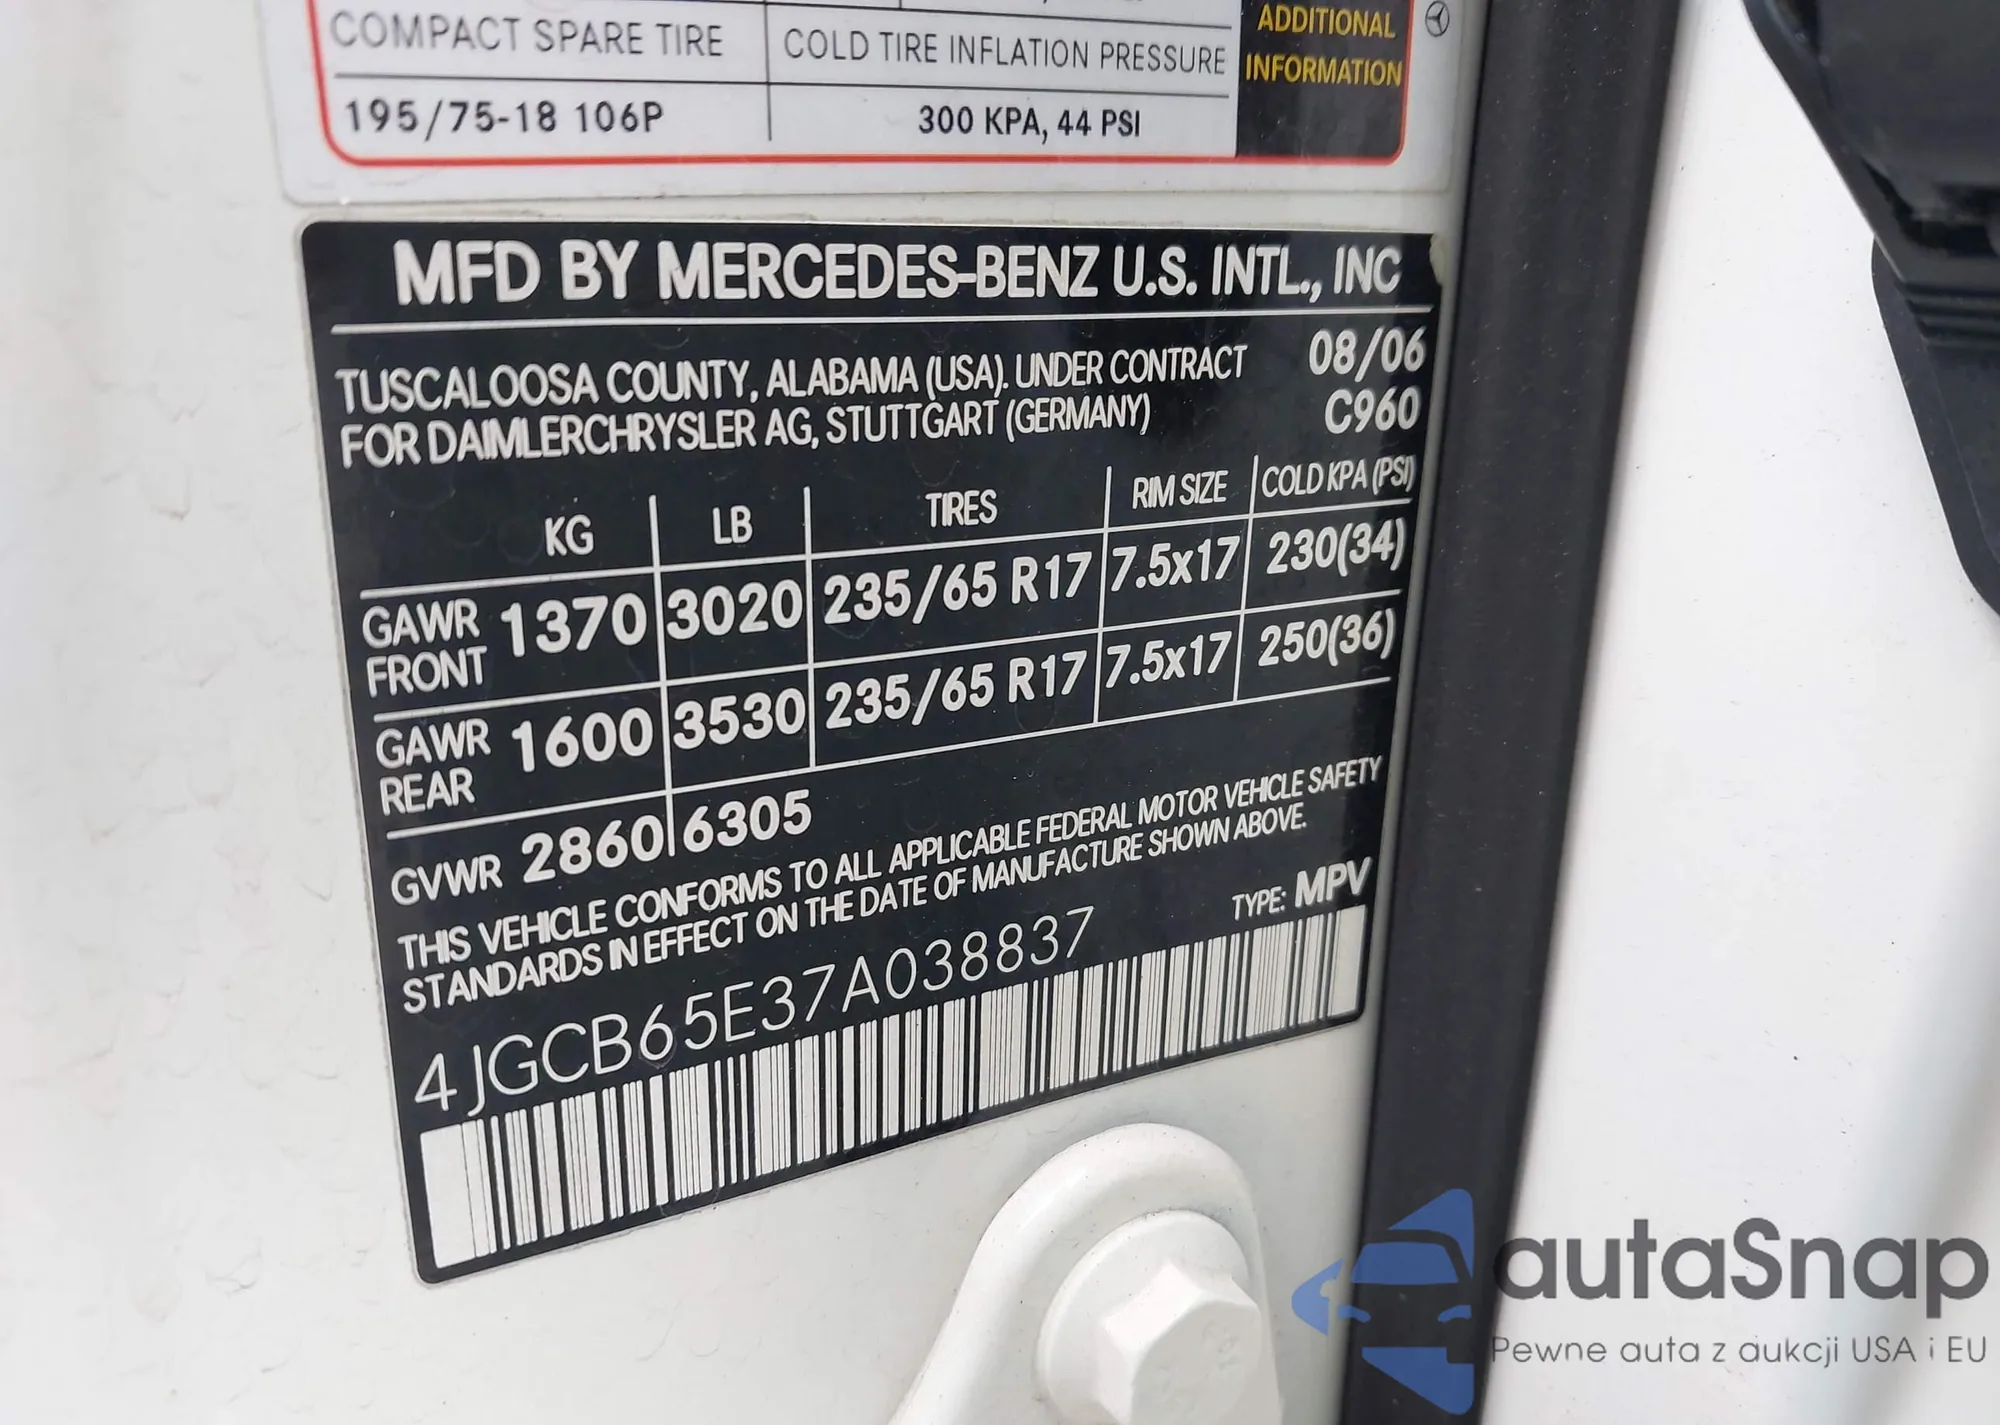 COMPACT SPARE TIRE COLD TIRE INFLATION PRESSURE
195/75-18 106P 300 KPA, 44 PSI
ADDITIONAL
INFORMATION
MFD BY MERCEDES-BENZ U.S. INTL., INC
TUSCALOOSA COUNTY, ALABAMA (USA). UNDER CONTRACT 08/06
FOR DAIMLERCHRYSLER AG, STUTTGART (GERMANY) C960
KG LB TIRES RIM SIZE COLD KPA (PSI)
GAWR FRONT 1370 3020 235/65 R17 7.5x17 230(34)
GAWR REAR 1600 3530 235/65 R17 7.5x17 250(36)
GVWR 2860 6305
THIS VEHICLE CONFORMS TO ALL APPLICABLE FEDERAL MOTOR VEHICLE SAFETY
STANDARDS IN EFFECT ON THE DATE OF MANUFACTURE SHOWN ABOVE.
TYPE: MPV
4JGCB65E37A038837
autaSnap
Pewne auta z aukcji USA i EU